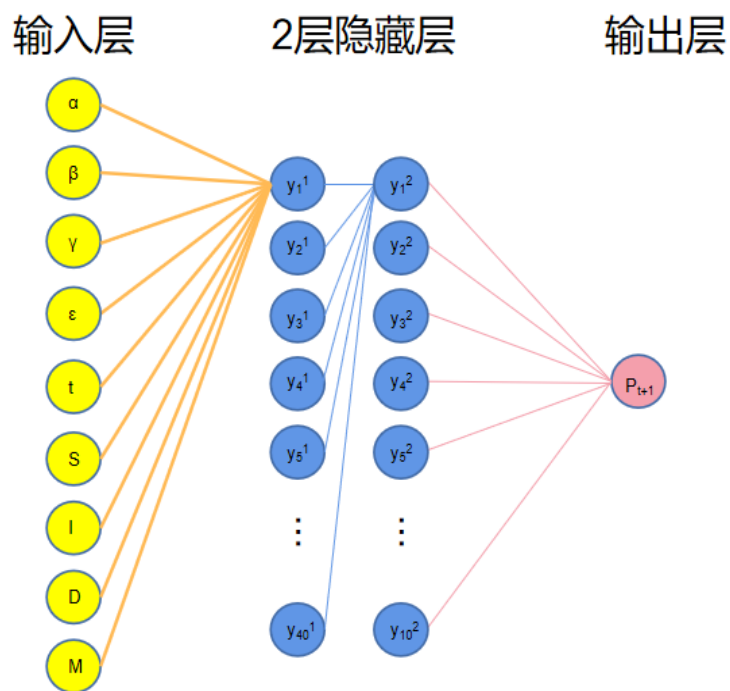 输入层 2层隐藏层 输出层
α
β
γ
ε
t
S
I
D
M
y₁¹
y₂¹
y₃¹
y₄¹
y₅¹
⋮
y₄₀¹
y₁²
y₂²
y₃²
y₄²
y₅²
⋮
y₁₀²
Pₜ₊₁